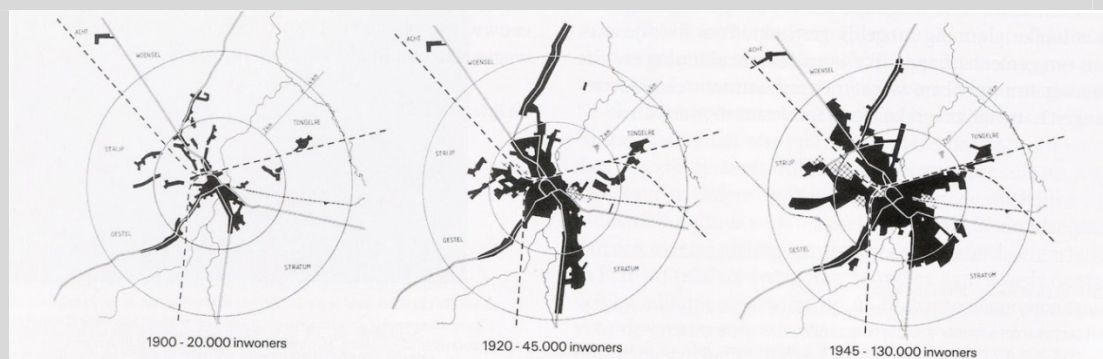 ACHT
WOENSEL
TONGELRE
STRIJP
GESTEL
STRATUM
1900 - 20.000 inwoners
ACHT
WOENSEL
TONGELRE
STRIJP
GESTEL
STRATUM
1920 - 45.000 inwoners
ACHT
WOENSEL
TONGELRE
STRIJP
GESTEL
STRATUM
1945 - 130.000 inwoners